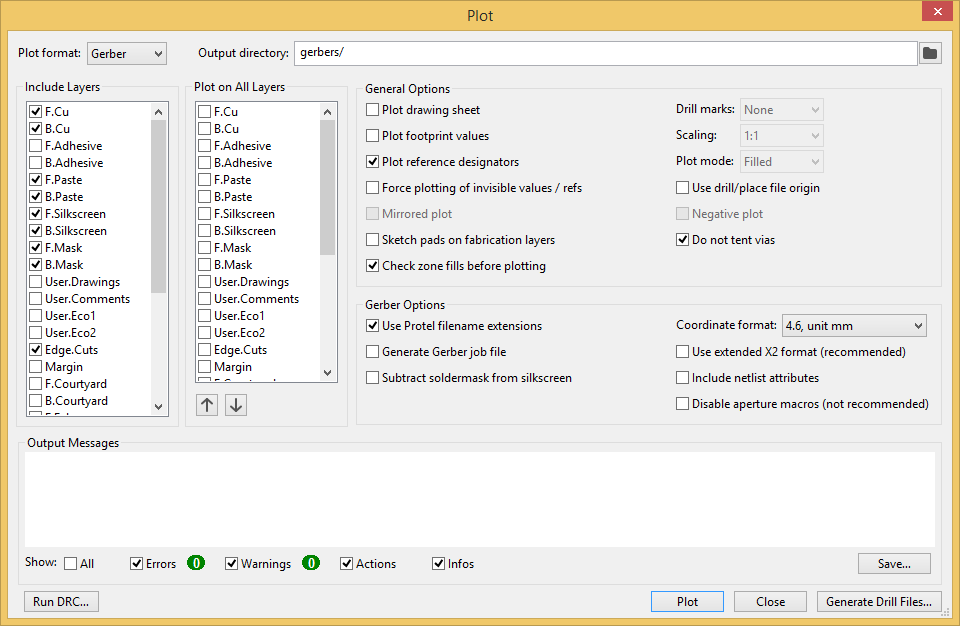 Plot
Plot format: Gerber
Output directory: gerbers/
Include Layers
F.Cu
B.Cu
F.Adhesive
B.Adhesive
F.Paste
B.Paste
F.Silkscreen
B.Silkscreen
F.Mask
B.Mask
User.Drawings
User.Comments
User.Eco1
User.Eco2
Edge.Cuts
Margin
F.Courtyard
B.Courtyard
Plot on All Layers
F.Cu
B.Cu
F.Adhesive
B.Adhesive
F.Paste
B.Paste
F.Silkscreen
B.Silkscreen
F.Mask
B.Mask
User.Drawings
User.Comments
User.Eco1
User.Eco2
Edge.Cuts
Margin
General Options
Plot drawing sheet
Plot footprint values
Plot reference designators
Force plotting of invisible values / refs
Mirrored plot
Sketch pads on fabrication layers
Check zone fills before plotting
Drill marks: None
Scaling: 1:1
Plot mode: Filled
Use drill/place file origin
Negative plot
Do not tent vias
Gerber Options
Use Protel filename extensions
Generate Gerber job file
Subtract soldermask from silkscreen
Coordinate format: 4.6, unit mm
Use extended X2 format (recommended)
Include netlist attributes
Disable aperture macros (not recommended)
Output Messages
Show: All Errors 0 Warnings 0 Actions Infos Save...
Run DRC... Plot Close Generate Drill Files...